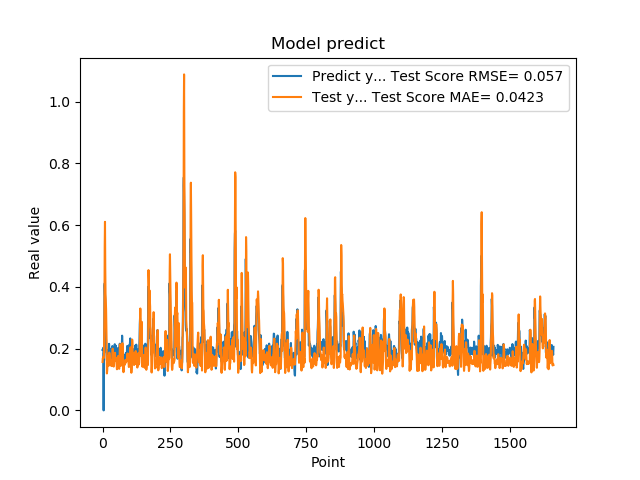 Model predict
Predict y... Test Score RMSE= 0.057
Test y... Test Score MAE= 0.0423
Real value
1.0
0.8
0.6
0.4
0.2
0.0
0 250 500 750 1000 1250 1500
Point